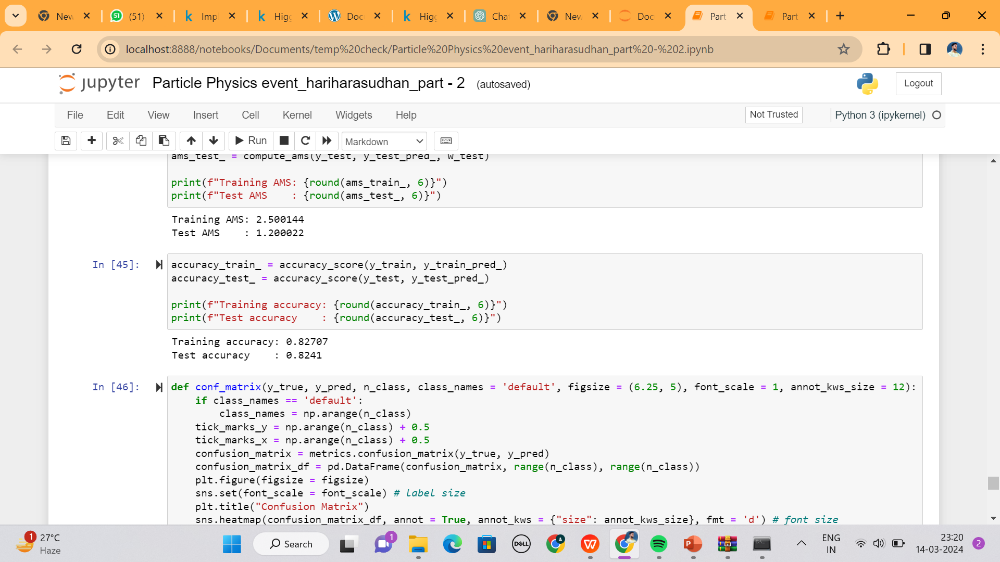 New
51
(51)
Impl
Higg
Doc
Higg
Cha
New
Doc
Part
Part
localhost:8888/notebooks/Documents/temp%20check/Particle%20Physics%20event_hariharasudhan_part%20-%202.ipynb
jupyter Particle Physics event_hariharasudhan_part - 2 (autosaved)
Logout
File Edit View Insert Cell Kernel Widgets Help
Not Trusted
Python 3 (ipykernel)
Run
Markdown
ams_test_ = compute_ams(y_test, y_test_pred_, w_test)
print(f"Training AMS: {round(ams_train_, 6)}")
print(f"Test AMS    : {round(ams_test_, 6)}")
Training AMS: 2.500144
Test AMS    : 1.200022
In [45]:
accuracy_train_ = accuracy_score(y_train, y_train_pred_)
accuracy_test_ = accuracy_score(y_test, y_test_pred_)
print(f"Training accuracy: {round(accuracy_train_, 6)}")
print(f"Test accuracy    : {round(accuracy_test_, 6)}")
Training accuracy: 0.82707
Test accuracy    : 0.8241
In [46]:
def conf_matrix(y_true, y_pred, n_class, class_names = 'default', figsize = (6.25, 5), font_scale = 1, annot_kws_size = 12):
    if class_names == 'default':
        class_names = np.arange(n_class)
    tick_marks_y = np.arange(n_class) + 0.5
    tick_marks_x = np.arange(n_class) + 0.5
    confusion_matrix = metrics.confusion_matrix(y_true, y_pred)
    confusion_matrix_df = pd.DataFrame(confusion_matrix, range(n_class), range(n_class))
    plt.figure(figsize = figsize)
    sns.set(font_scale = font_scale) # label size
    plt.title("Confusion Matrix")
    sns.heatmap(confusion_matrix_df, annot = True, annot_kws = {"size": annot_kws_size}, fmt = 'd') # font size
1
27°C
Haze
Search
1
DELL
ENG
IN
23:20
14-03-2024
2